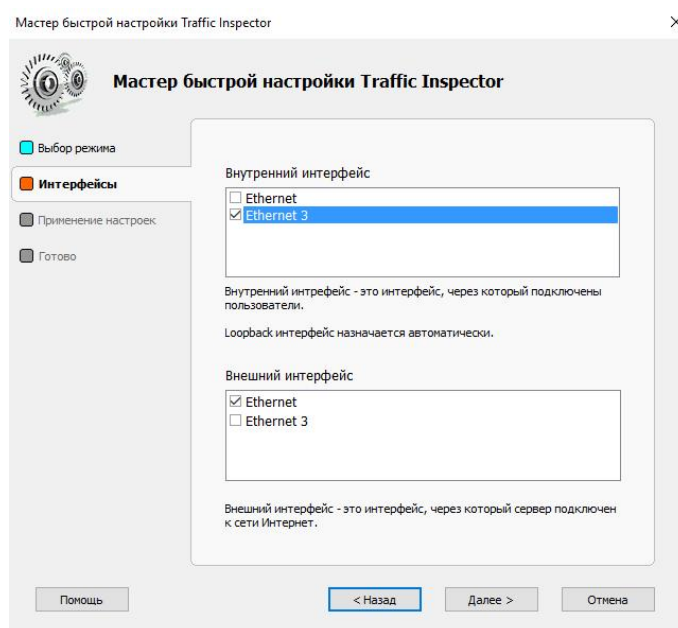 Мастер быстрой настройки Traffic Inspector
Мастер быстрой настройки Traffic Inspector
Выбор режима
Интерфейсы
Применение настроек
Готово
Внутренний интерфейс
Ethernet
Ethernet 3
Внутренний интрефейс - это интерфейс, через который подключены
пользователи.
Loopback интерфейс назначается автоматически.
Внешний интерфейс
Ethernet
Ethernet 3
Внешний интерфейс - это интерфейс, через который сервер подключен
к сети Интернет.
Помощь
< Назад
Далее >
Отмена